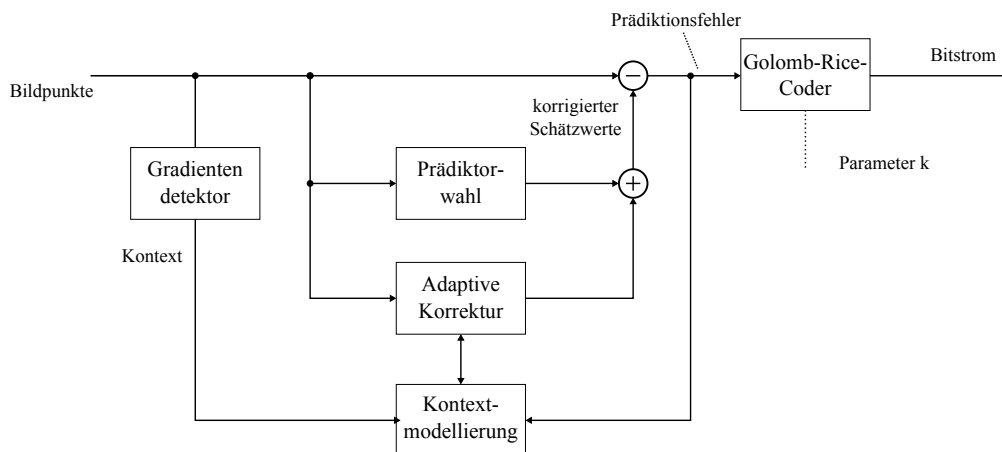 Prädiktionsfehler
Bildpunkte
Golomb-Rice-
Coder
Bitstrom
korrigierter
Schätzwerte
Gradienten
detektor
Prädiktor-
wahl
Parameter k
Kontext
Adaptive
Korrektur
Kontext-
modellierung